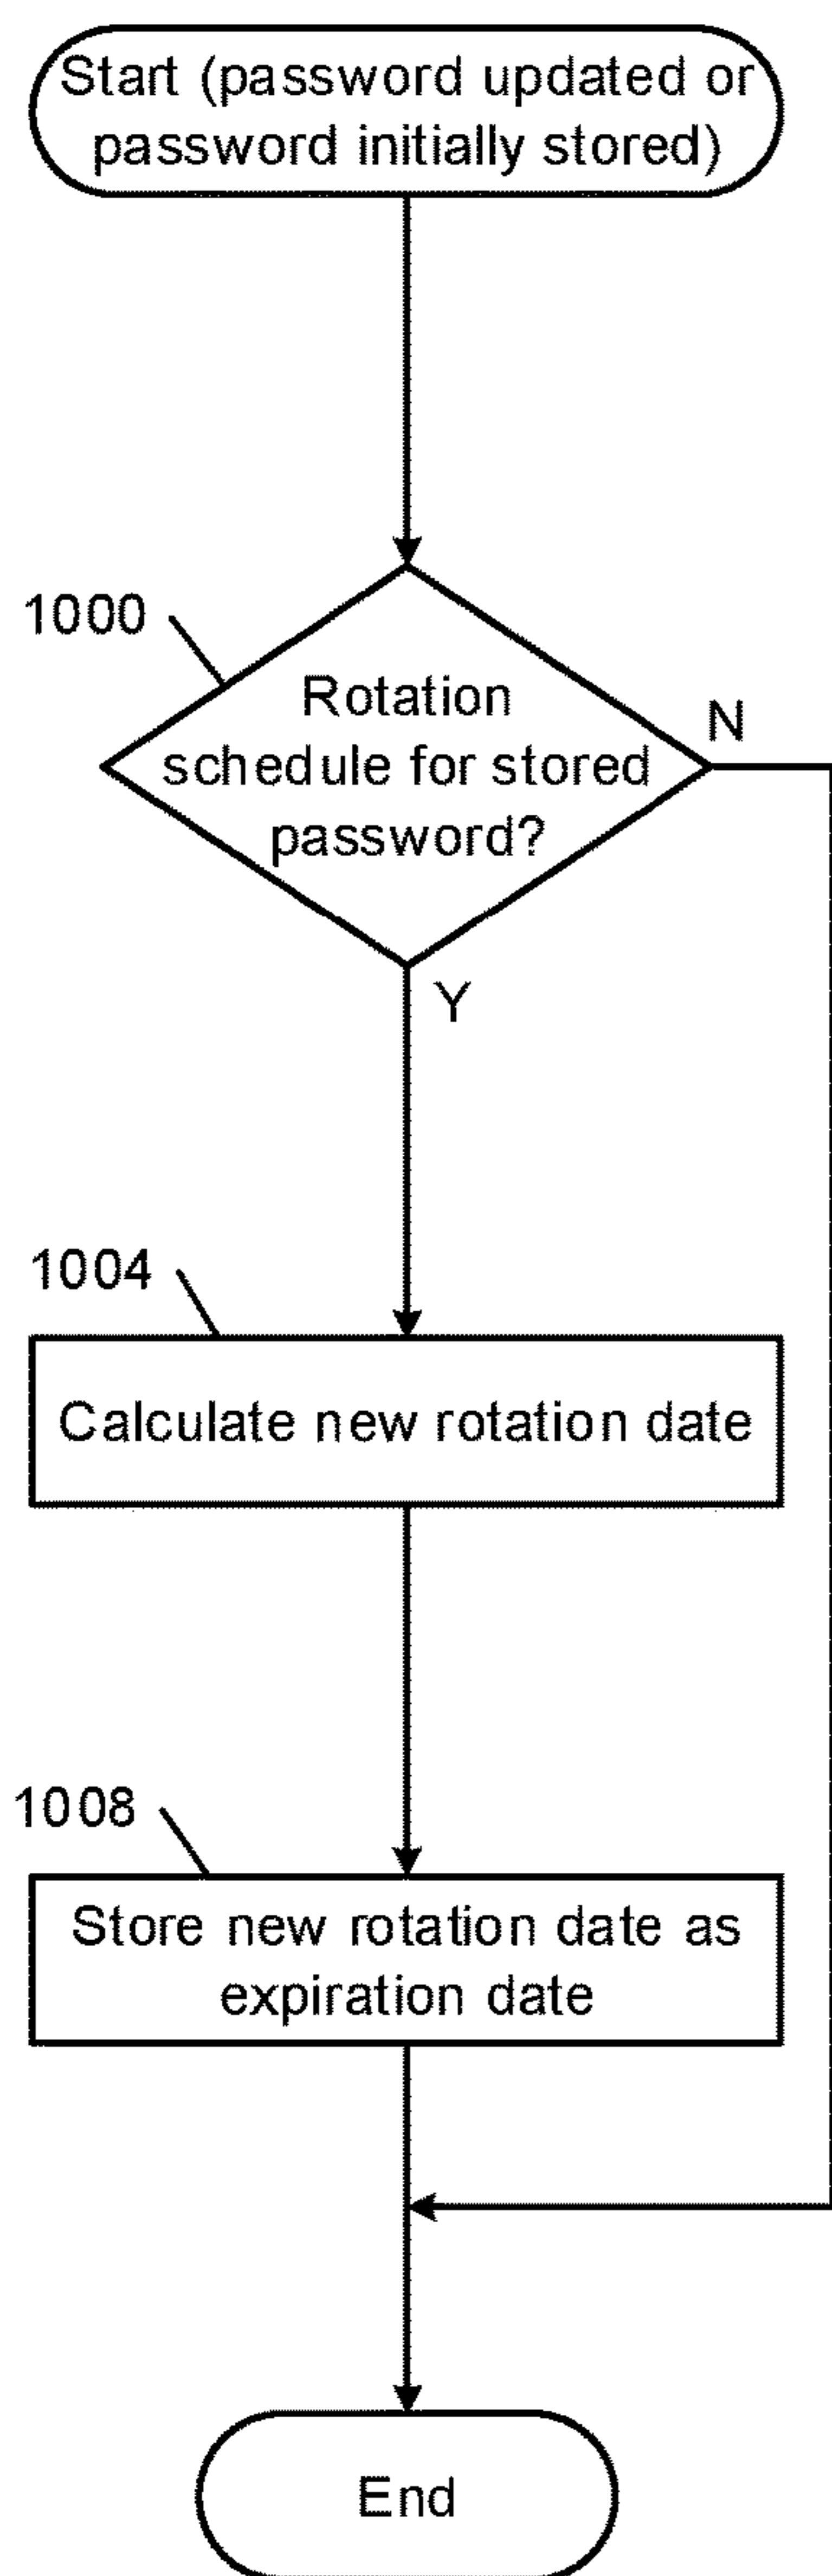 Start (password updated or
password initially stored)
1000
Rotation
schedule for stored
password?
N
Y
1004
Calculate new rotation date
1008
Store new rotation date as
expiration date
End